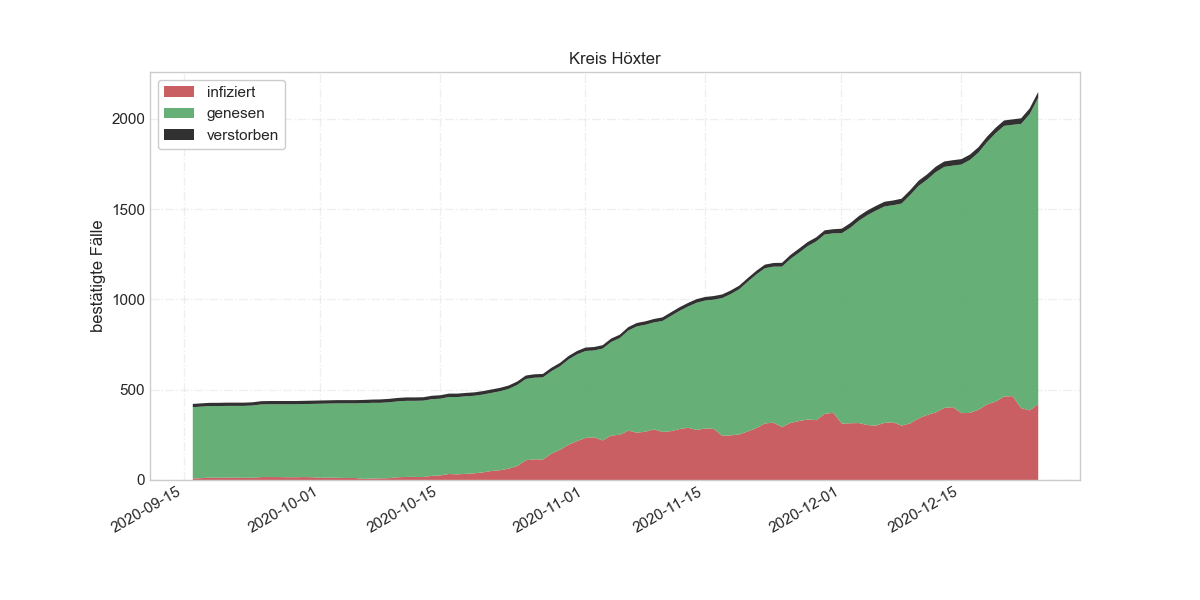 Kreis Höxter
infiziert
genesen
verstorben
bestätigte Fälle
2000
1500
1000
500
0
2020-09-15
2020-10-01
2020-10-15
2020-11-01
2020-11-15
2020-12-01
2020-12-15